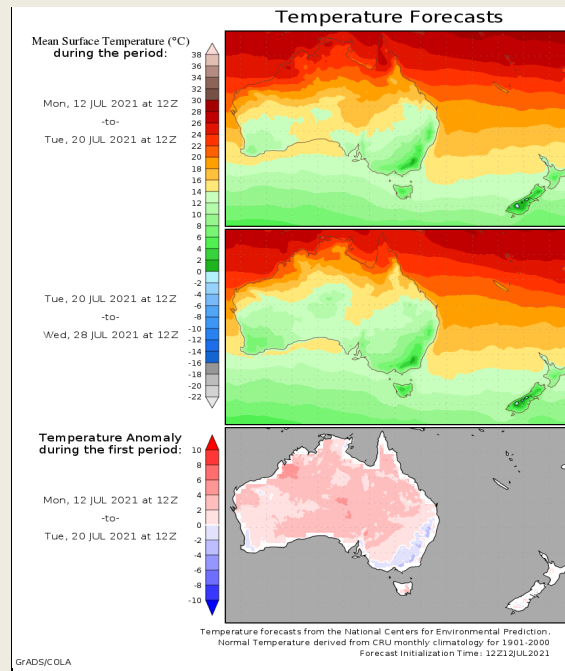 Temperature Forecasts
Mean Surface Temperature (°C)
during the period:
Mon, 12 JUL 2021 at 12Z
-to-
Tue, 20 JUL 2021 at 12Z
38
36
34
32
30
28
26
24
22
20
18
16
14
12
10
8
6
4
2
0
-2
-4
-6
-8
-10
-12
-14
-16
-18
-20
-22
Tue, 20 JUL 2021 at 12Z
-to-
Wed, 28 JUL 2021 at 12Z
Temperature Anomaly
during the first period:
Mon, 12 JUL 2021 at 12Z
-to-
Tue, 20 JUL 2021 at 12Z
10
8
6
4
2
0
-2
-4
-6
-8
-10
Temperature forecasts from the National Centers for Environmental Prediction.
Normal Temperature derived from CRU monthly climatology for 1901-2000
Forecast Initialization Time: 12Z12JUL2021
GrADS/COLA